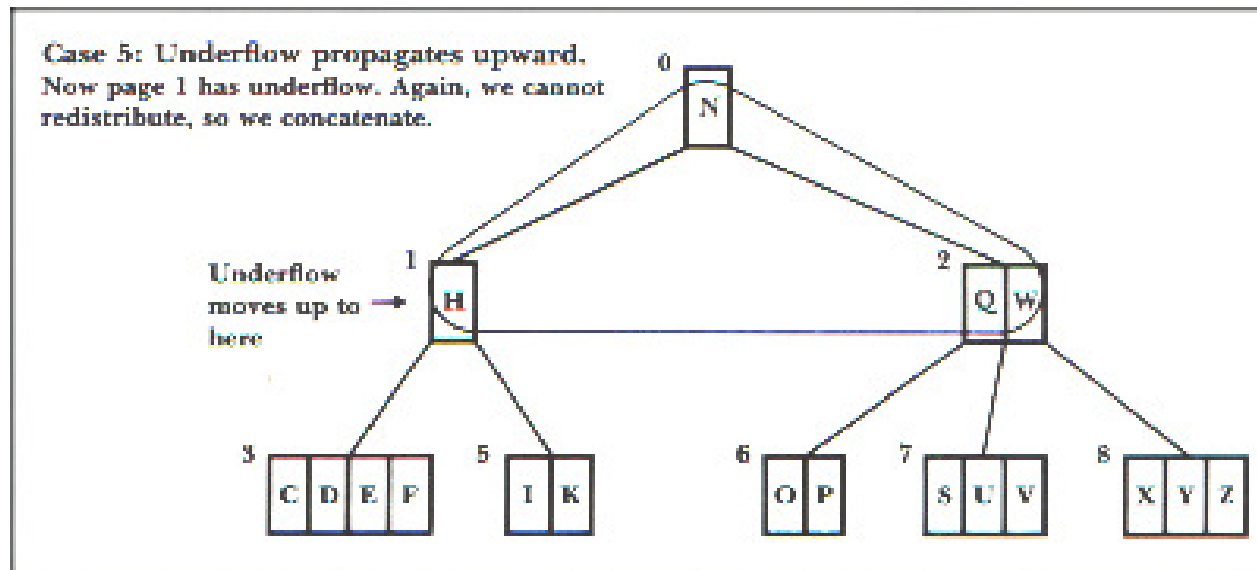 Case 5: Underflow propagates upward.
Now page 1 has underflow. Again, we cannot
redistribute, so we concatenate.
0
N
1
2
Underflow
moves up to
here
H
Q W
3
5
6
7
8
C D E F
I K
O P
S U V
X Y Z